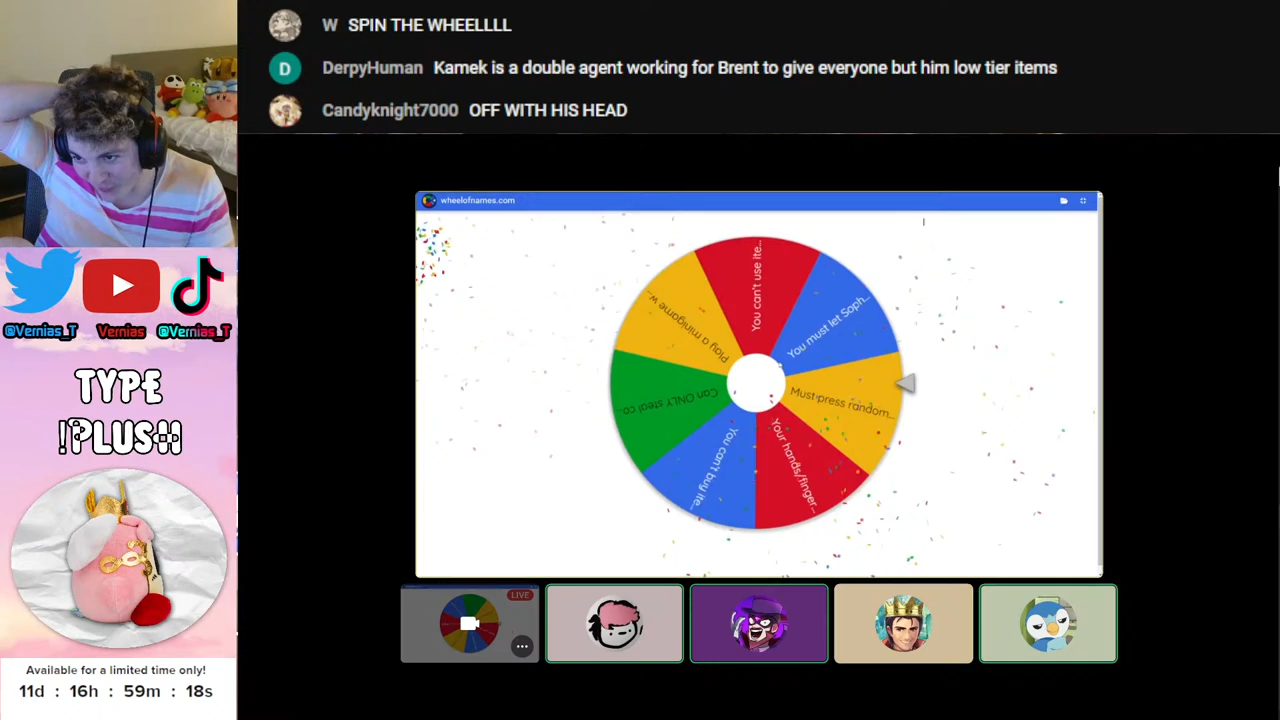 W SPIN THE WHEELLLL
D DerpyHuman Kamek is a double agent working for Brent to give everyone but him low tier items
Candyknight7000 OFF WITH HIS HEAD
wheelofnames.com
You can't use ite...
You must let Soph...
Play a minigame w...
Can ONLY steal co...
Must press random...
You can't buy ite...
Your hands/finger...
@Vernias_T Vernias @Vernias_T
TYPE
!PLUSH
LIVE
Available for a limited time only!
11d : 16h : 59m : 18s